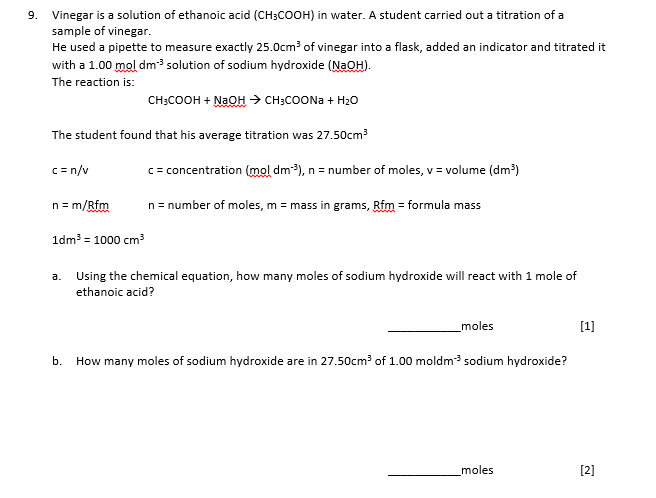 9. Vinegar is a solution of ethanoic acid (CH₃COOH) in water. A student carried out a titration of a
sample of vinegar.
He used a pipette to measure exactly 25.0cm³ of vinegar into a flask, added an indicator and titrated it
with a 1.00 mol dm⁻³ solution of sodium hydroxide (NaOH).
The reaction is:
CH₃COOH + NaOH → CH₃COONa + H₂O
The student found that his average titration was 27.50cm³
c = n/v c = concentration (mol dm⁻³), n = number of moles, v = volume (dm³)
n = m/Rfm n = number of moles, m = mass in grams, Rfm = formula mass
1dm³ = 1000 cm³
a. Using the chemical equation, how many moles of sodium hydroxide will react with 1 mole of
ethanoic acid?
___________moles [1]
b. How many moles of sodium hydroxide are in 27.50cm³ of 1.00 moldm⁻³ sodium hydroxide?
___________moles [2]